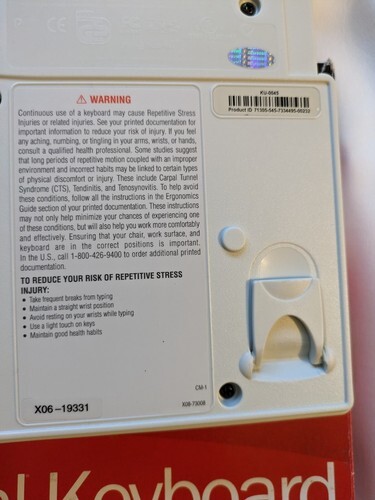 CE
⚠ WARNING
Continuous use of a keyboard may cause Repetitive Stress
Injuries or related injuries. See your printed documentation for
important information to reduce your risk of injury. If you feel
any aching, numbing, or tingling in your arms, wrists, or hands,
consult a qualified health professional. Some studies suggest
that long periods of repetitive motion coupled with an improper
environment and incorrect habits may be linked to certain types
of physical discomfort or injury. These include Carpal Tunnel
Syndrome (CTS), Tendinitis, and Tenosynovitis. To help avoid
these conditions, follow all the instructions in the Ergonomics
Guide section of your printed documentation. These instructions
may not only help minimize your chances of experiencing one
of these conditions, but will also help you work more comfortably
and effectively. Ensuring that your chair, work surface, and
keyboard are in the correct positions is important.
In the U.S., call 1-800-426-9400 to order additional printed
documentation.
TO REDUCE YOUR RISK OF REPETITIVE STRESS
INJURY:
• Take frequent breaks from typing
• Maintain a straight wrist position
• Avoid resting on your wrists while typing
• Use a light touch on keys
• Maintain good health habits
CM-1
X06-19331
X08-73008
KU-0045
Product ID 71395-545-7334495-00232
Keyboard